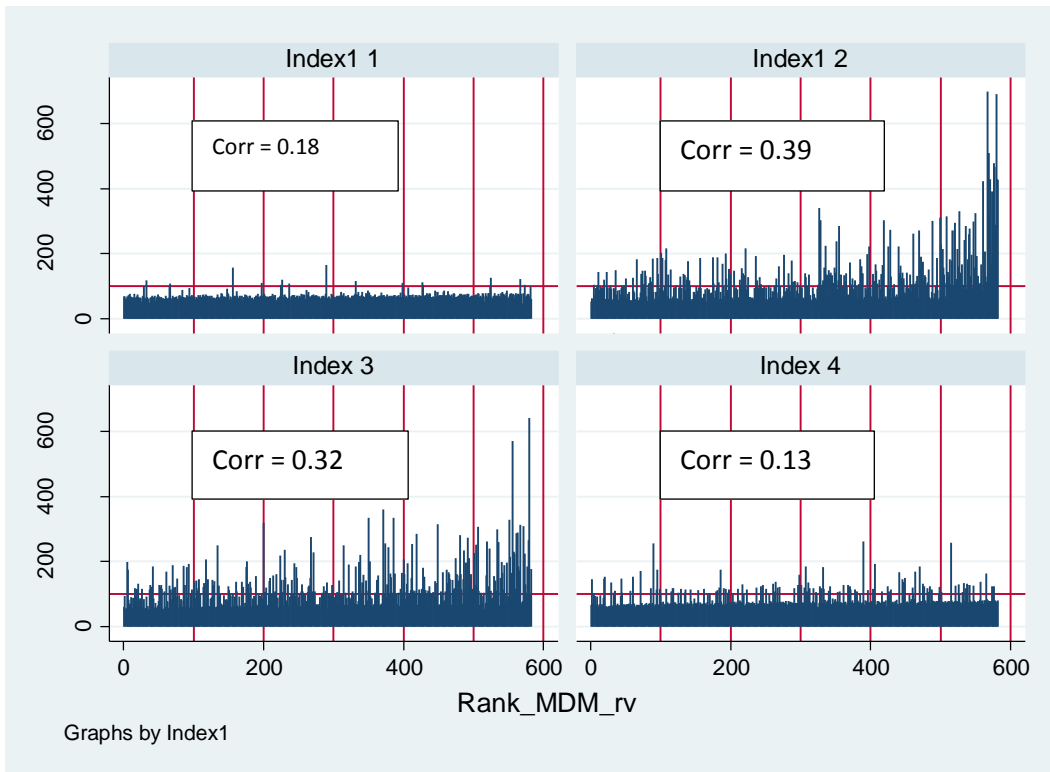 Index1 1
Index1 2
600
400
200
0
Corr = 0.18
Corr = 0.39
Index 3
Index 4
600
400
200
0
Corr = 0.32
Corr = 0.13
0 200 400 600
0 200 400 600
Rank_MDM_rv
Graphs by Index1